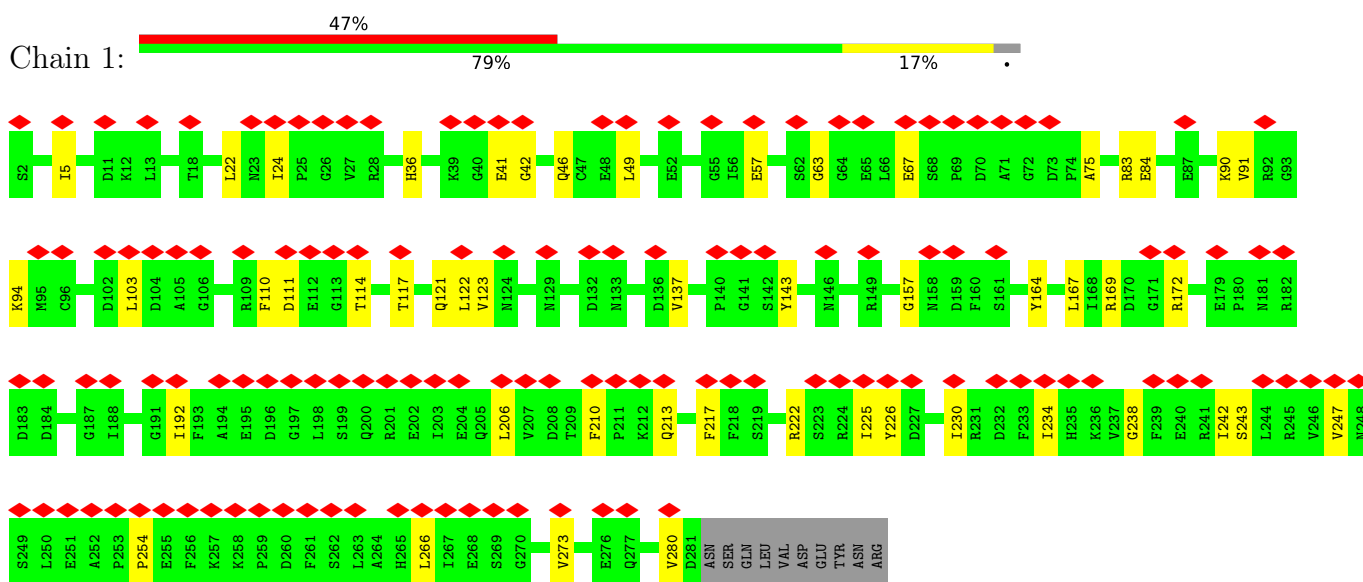 47%
Chain 1:
79% 17% •
S2 I5 D11 K12 L13 T18 L22 N23 I24 P25 G26 V27 R28 H36 K39 G40 E41 G42 Q46 C47 E48 L49 E52 G55 I56 E57 S62 G63 G64 E65 L66 E67 S68 P69 D70 A71 G72 D73 P74 A75 R83 E84 E87 K90 V91 R92 G93
K94 M95 C96 D102 L103 D104 A105 G106 R109 F110 D111 E112 G113 T114 T117 Q121 L122 V123 N124 N129 D132 N133 D136 V137 P140 G141 S142 Y143 N146 R149 G157 N158 D159 F160 S161 Y164 L167 I168 R169 D170 G171 R172 E179 P180 N181 R182
D183 D184 G187 I188 G191 I192 F193 A194 E195 D196 G197 L198 S199 Q200 R201 E202 I203 E204 Q205 L206 V207 D208 T209 F210 P211 K212 Q213 F217 F218 S219 R222 S223 R224 I225 Y226 D227 I230 R231 D232 F233 I234 H235 K236 V237 G238 F239 E240 R241 I242 S243 L244 R245 V246 V247 N248
S249 L250 E251 A252 P253 P254 E255 F256 K257 K258 P259 D260 F261 S262 L263 A264 H265 L266 I267 E268 S269 G270 V273 E276 Q277 V280 D281 ASN SER GLN LEU VAL ASP GLU TYR ASN ARG